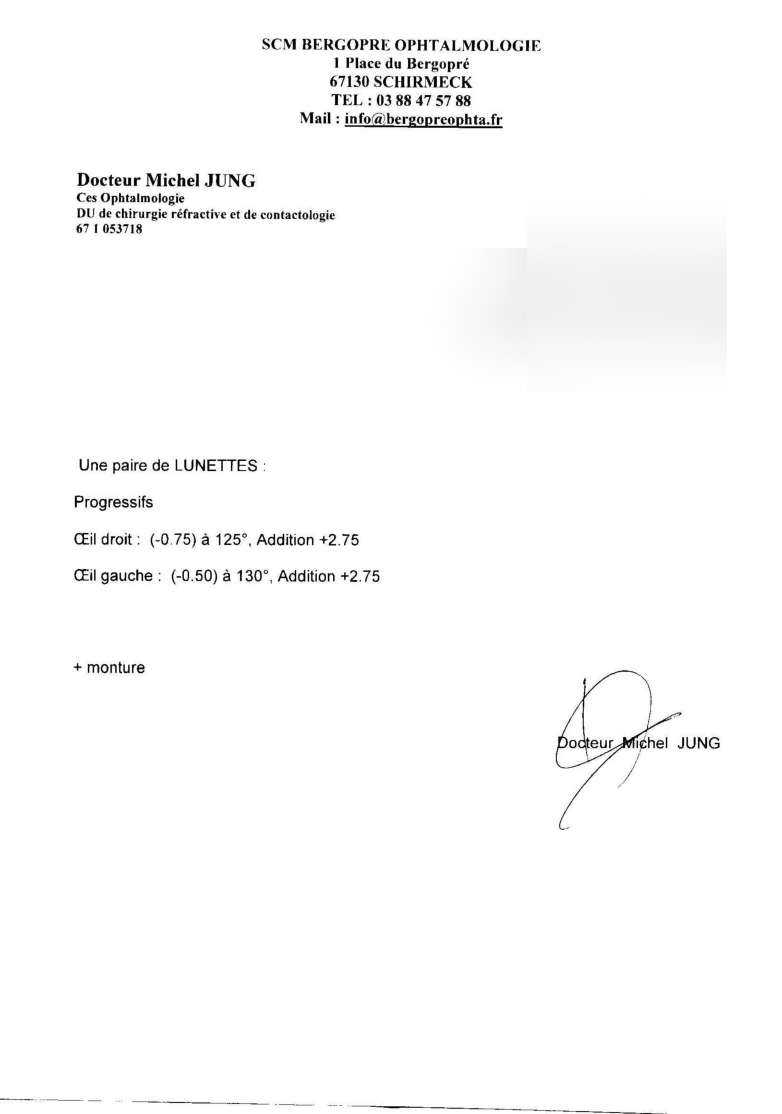 SCM BERGOPRE OPHTALMOLOGIE
1 Place du Bergopré
67130 SCHIRMECK
TEL : 03 88 47 57 88
Mail : info@bergopreophta.fr
Docteur Michel JUNG
Ces Ophtalmologie
DU de chirurgie réfractive et de contactologie
67 1 053718
Une paire de LUNETTES :
Progressifs
Œil droit : (-0.75) à 125°, Addition +2.75
Œil gauche : (-0.50) à 130°, Addition +2.75
+ monture
Docteur Michel JUNG